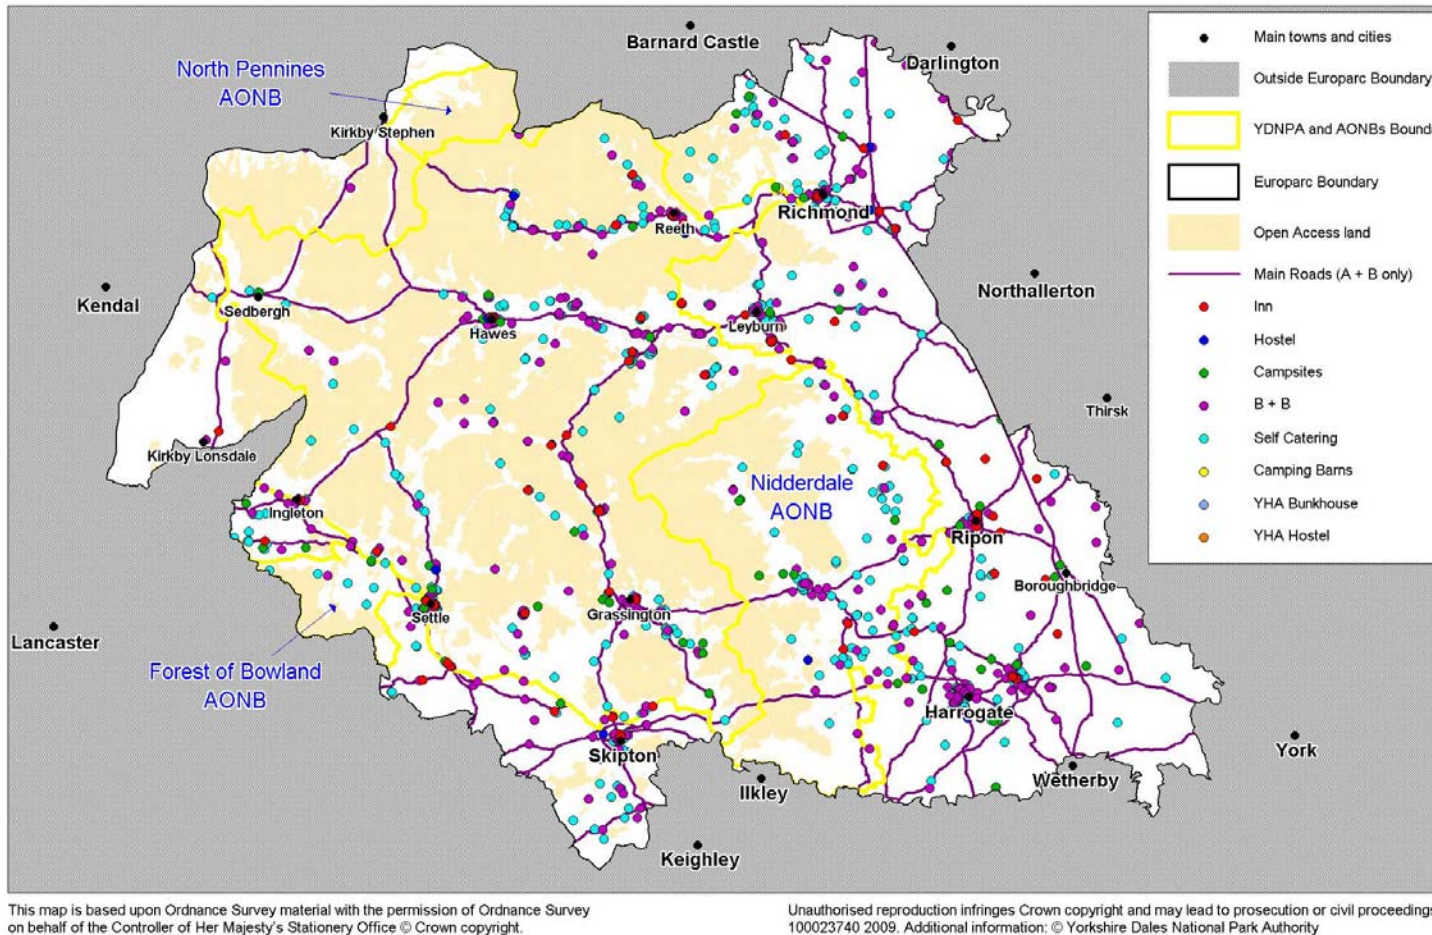 Barnard Castle
Darlington
North Pennines
AONB
Kirkby Stephen
Richmond
Reeth
Kendal
Sedbergh
Northallerton
Hawes
Leyburn
Thirsk
Kirkby Lonsdale
Nidderdale
AONB
Ingleton
Ripon
Boroughbridge
Settle
Grassington
Lancaster
Forest of Bowland
AONB
Harrogate
Skipton
York
Wetherby
Ilkley
Keighley
Main towns and cities
Outside Europarc Boundary
YDNPA and AONBs Bound
Europarc Boundary
Open Access land
Main Roads (A + B only)
Inn
Hostel
Campsites
B + B
Self Catering
Camping Barns
YHA Bunkhouse
YHA Hostel
This map is based upon Ordnance Survey material with the permission of Ordnance Survey
on behalf of the Controller of Her Majesty's Stationery Office © Crown copyright.
Unauthorised reproduction infringes Crown copyright and may lead to prosecution or civil proceedings
100023740 2009. Additional information: © Yorkshire Dales National Park Authority